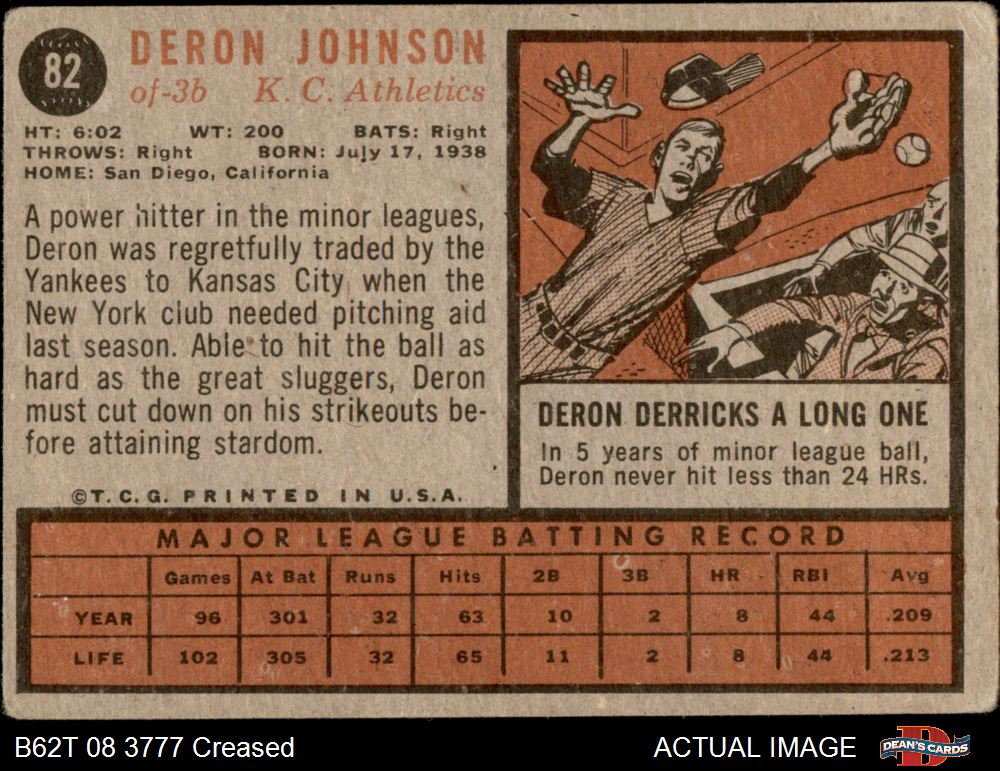 82
DERON JOHNSON
of-3b K. C. Athletics
HT: 6:02 WT: 200 BATS: Right
THROWS: Right BORN: July 17, 1938
HOME: San Diego, California
A power hitter in the minor leagues,
Deron was regretfully traded by the
Yankees to Kansas City when the
New York club needed pitching aid
last season. Able to hit the ball as
hard as the great sluggers, Deron
must cut down on his strikeouts be-
fore attaining stardom.
©T.C.G. PRINTED IN U.S.A.
DERON DERRICKS A LONG ONE
In 5 years of minor league ball,
Deron never hit less than 24 HRs.
MAJOR LEAGUE BATTING RECORD
Games At Bat Runs Hits 2B 3B HR RBI Avg
YEAR 96 301 32 63 10 2 8 44 .209
LIFE 102 305 32 65 11 2 8 44 .213
B62T 08 3777 Creased
ACTUAL IMAGE
DEAN'S CARDS